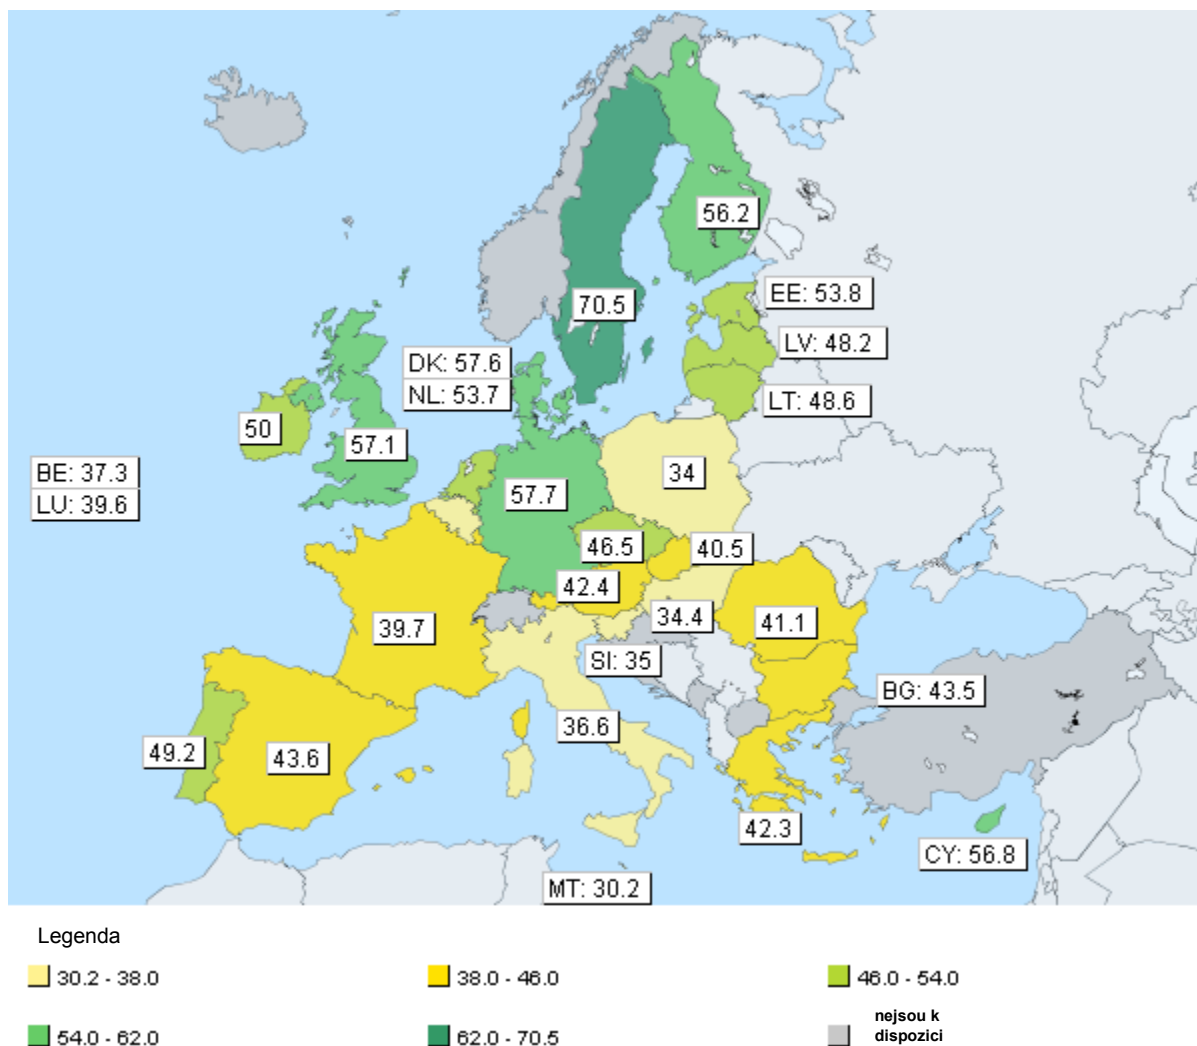 56.2
EE: 53.8
70.5
LV: 48.2
DK: 57.6
NL: 53.7
LT: 48.6
50
57.1
BE: 37.3
LU: 39.6
34
57.7
46.5
40.5
42.4
39.7
34.4
41.1
SI: 35
BG: 43.5
36.6
49.2
43.6
42.3
CY: 56.8
MT: 30.2
Legenda
30.2 - 38.0
38.0 - 46.0
46.0 - 54.0
54.0 - 62.0
62.0 - 70.5
nejsou k
dispozici